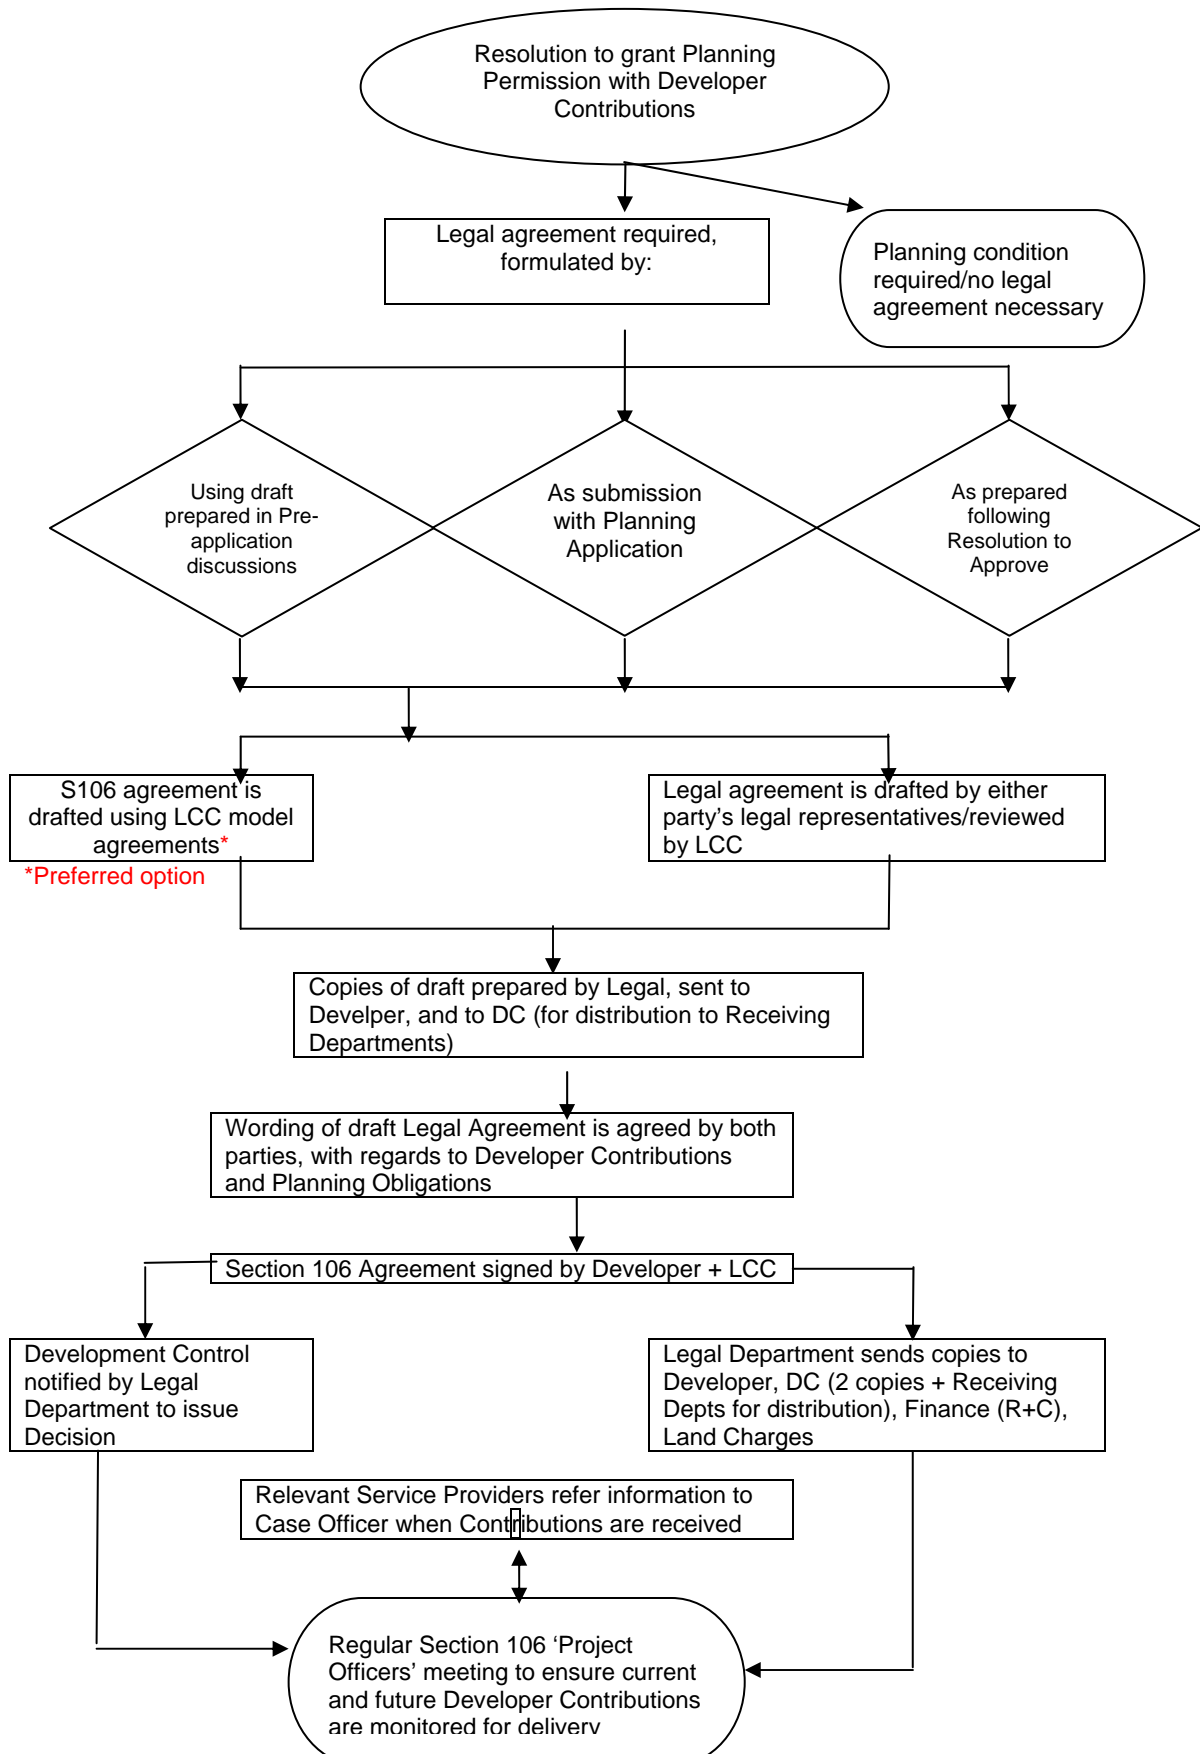 Resolution to grant Planning
Permission with Developer
Contributions
Legal agreement required,
formulated by:
Planning condition
required/no legal
agreement necessary
Using draft
prepared in Pre-
application
discussions
As submission
with Planning
Application
As prepared
following
Resolution to
Approve
S106 agreement is
drafted using LCC model
agreements*
*Preferred option
Legal agreement is drafted by either
party's legal representatives/reviewed
by LCC
Copies of draft prepared by Legal, sent to
Develper, and to DC (for distribution to Receiving
Departments)
Wording of draft Legal Agreement is agreed by both
parties, with regards to Developer Contributions
and Planning Obligations
Section 106 Agreement signed by Developer + LCC
Development Control
notified by Legal
Department to issue
Decision
Legal Department sends copies to
Developer, DC (2 copies + Receiving
Depts for distribution), Finance (R+C),
Land Charges
Relevant Service Providers refer information to
Case Officer when Contributions are received
Regular Section 106 ‘Project
Officers’ meeting to ensure current
and future Developer Contributions
are monitored for delivery